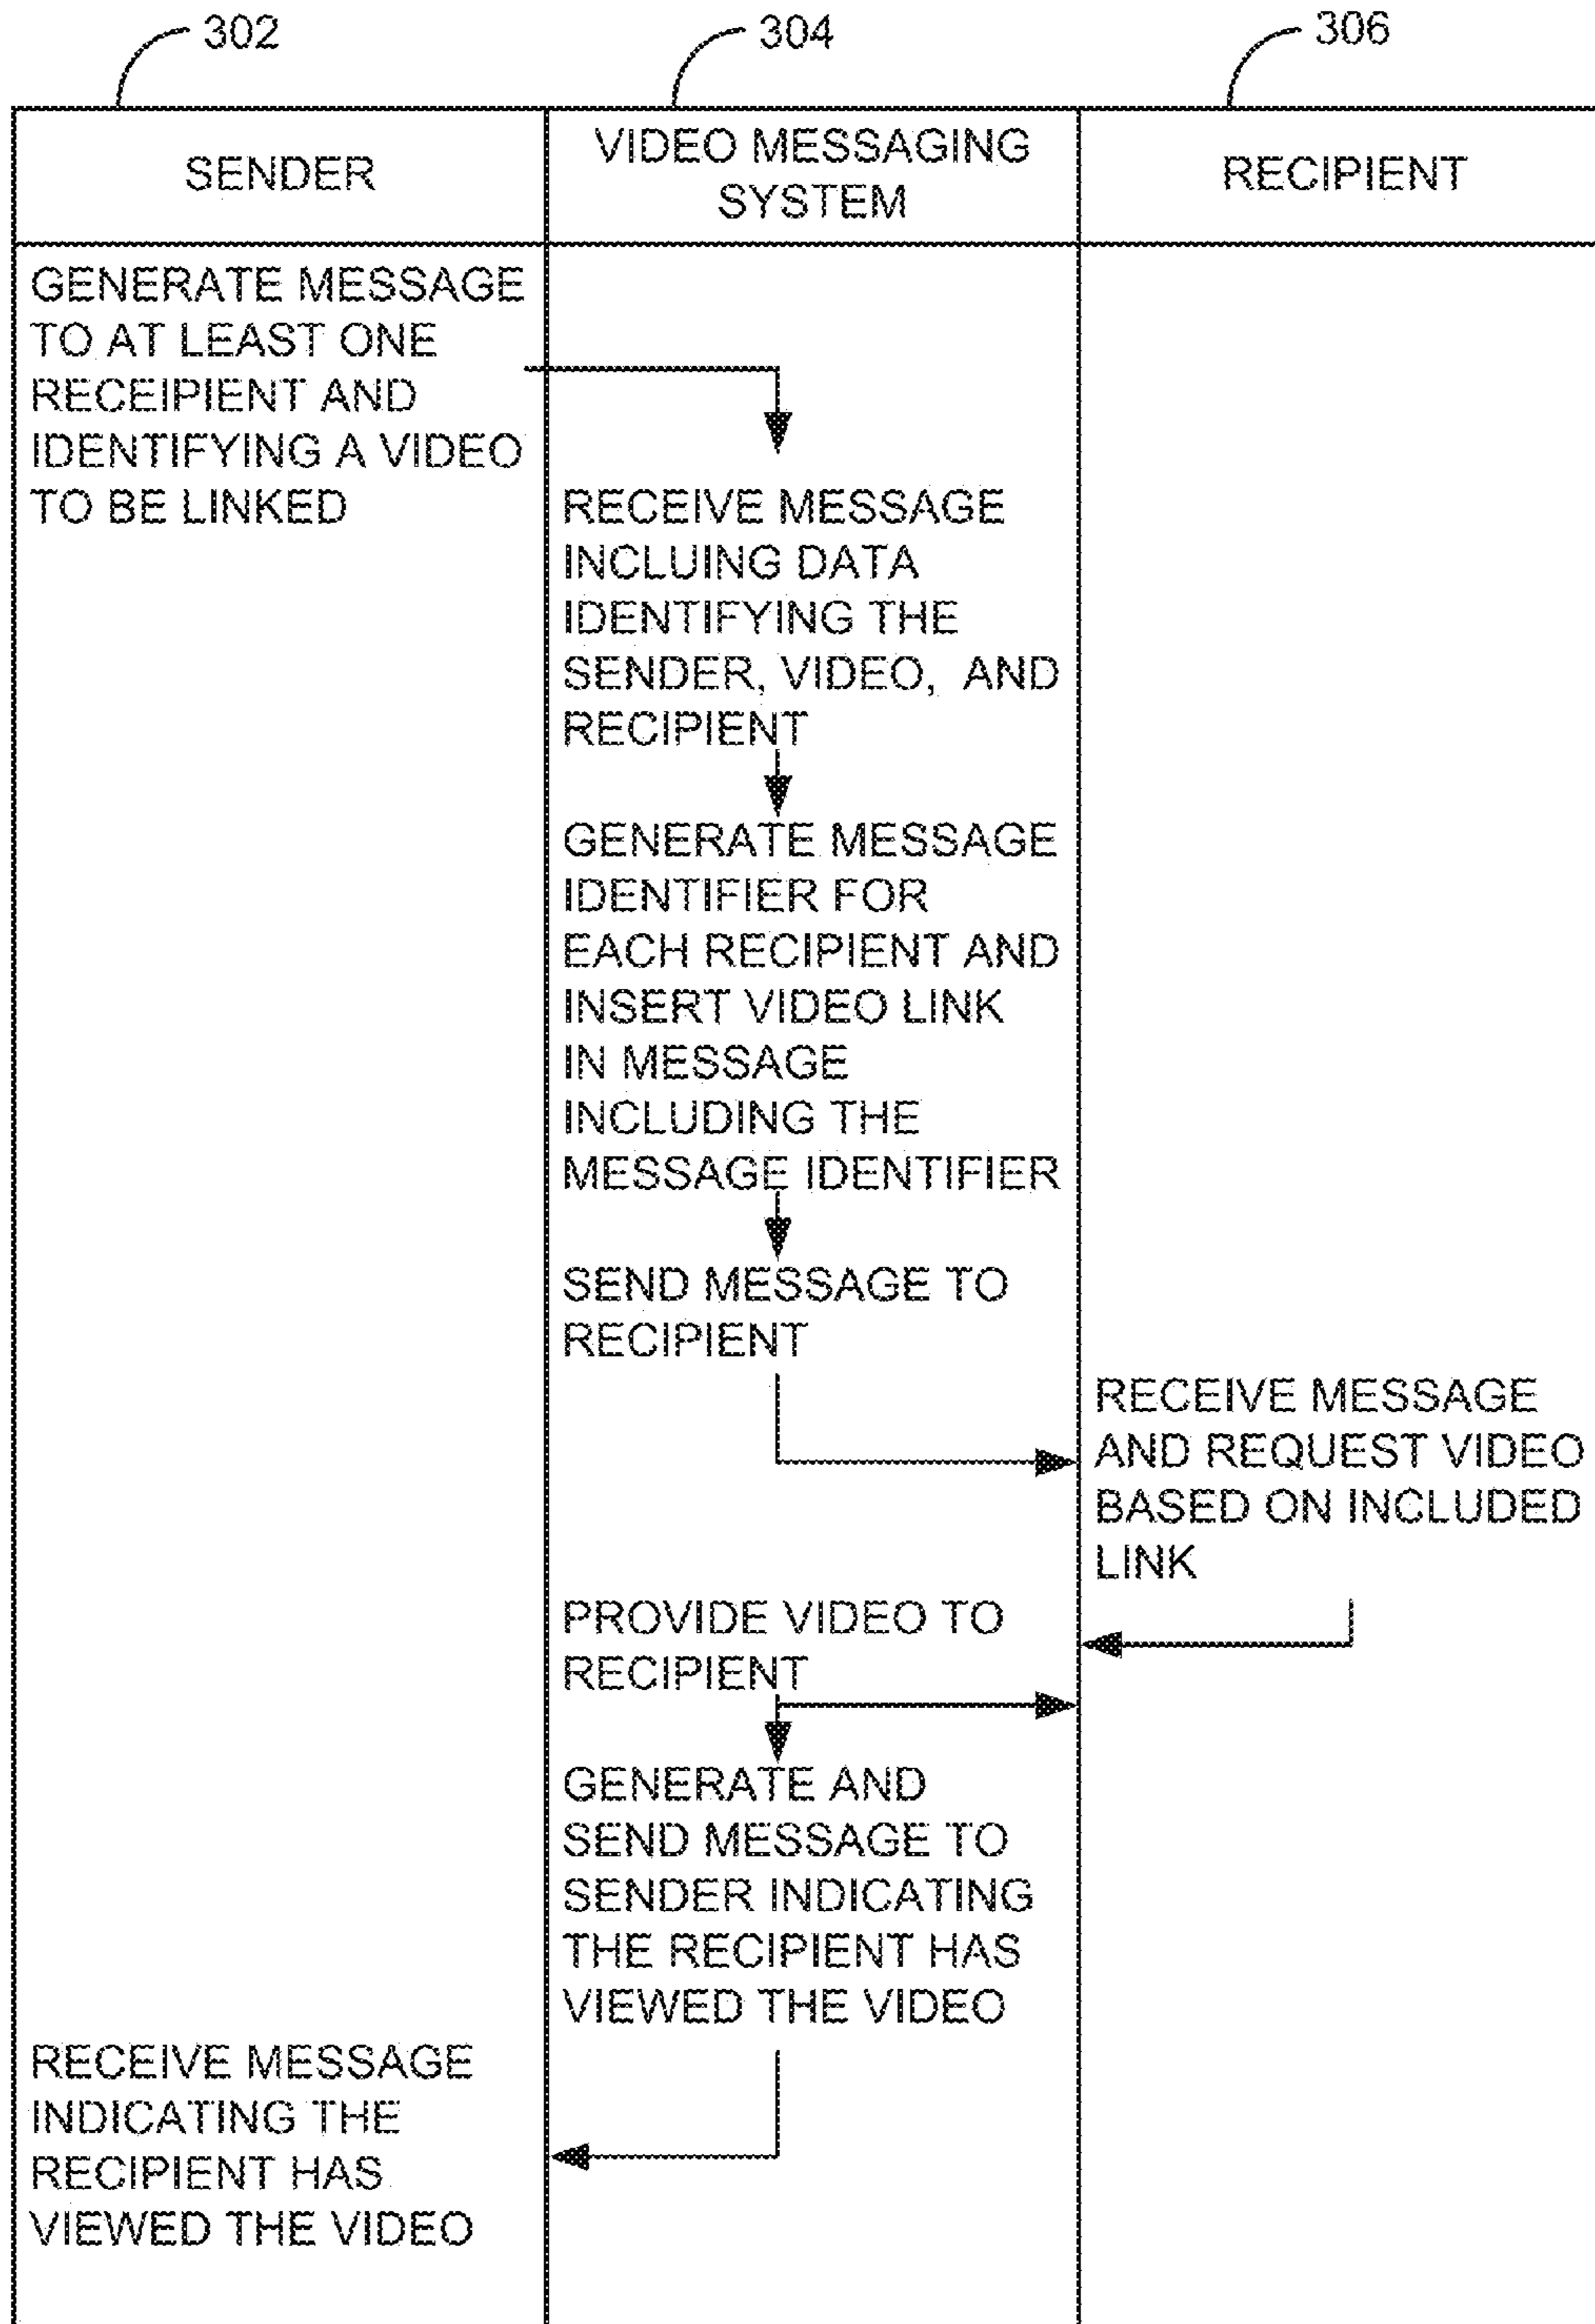 302
304
306
SENDER
VIDEO MESSAGING
SYSTEM
RECIPIENT
GENERATE MESSAGE
TO AT LEAST ONE
RECEIPIENT AND
IDENTIFYING A VIDEO
TO BE LINKED
RECEIVE MESSAGE
INCLUING DATA
IDENTIFYING THE
SENDER, VIDEO, AND
RECIPIENT
GENERATE MESSAGE
IDENTIFIER FOR
EACH RECIPIENT AND
INSERT VIDEO LINK
IN MESSAGE
INCLUDING THE
MESSAGE IDENTIFIER
SEND MESSAGE TO
RECIPIENT
RECEIVE MESSAGE
AND REQUEST VIDEO
BASED ON INCLUDED
LINK
PROVIDE VIDEO TO
RECIPIENT
GENERATE AND
SEND MESSAGE TO
SENDER INDICATING
THE RECIPIENT HAS
VIEWED THE VIDEO
RECEIVE MESSAGE
INDICATING THE
RECIPIENT HAS
VIEWED THE VIDEO